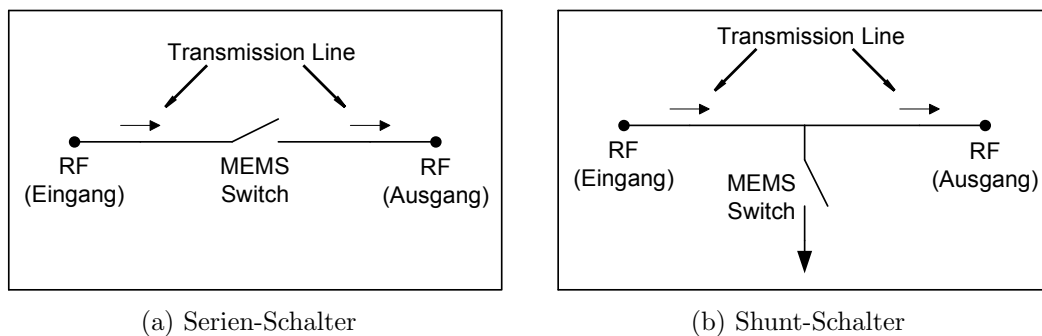 Transmission Line
RF
(Eingang)
MEMS
Switch
RF
(Ausgang)
(a) Serien-Schalter
Transmission Line
RF
(Eingang)
MEMS
Switch
RF
(Ausgang)
(b) Shunt-Schalter